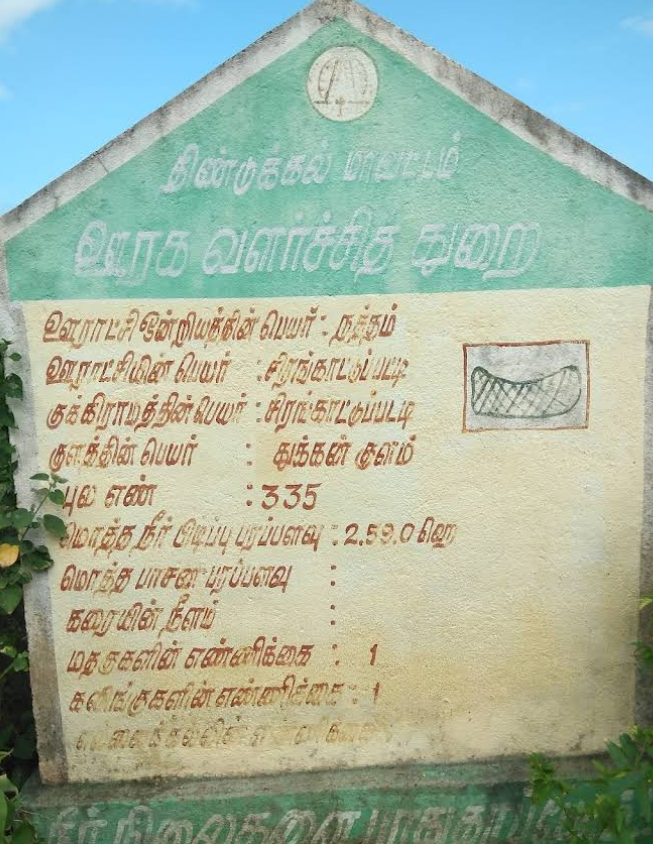 திண்டுக்கல் மாவட்டம்
ஊரக வளர்ச்சித் துறை
ஊராட்சி ஒன்றியத்தின் பெயர் : நத்தம்
ஊராட்சியின் பெயர் : சிரங்காட்டுப்பட்டி
குக்கிராமத்தின் பெயர் : சிரங்காட்டுப்பட்டி
குளத்தின் பெயர் : துக்கன் குளம்
புல எண் : 335
மொத்த நீர் பிடிப்பு பரப்பளவு : 2.59.0 ஹெ
மொத்த பாசன பரப்பளவு :
கரையின் நீளம் :
மதகுகளின் எண்ணிக்கை : 1
கலிங்குகளின் எண்ணிக்கை : 1
நீர் நிலைகளை